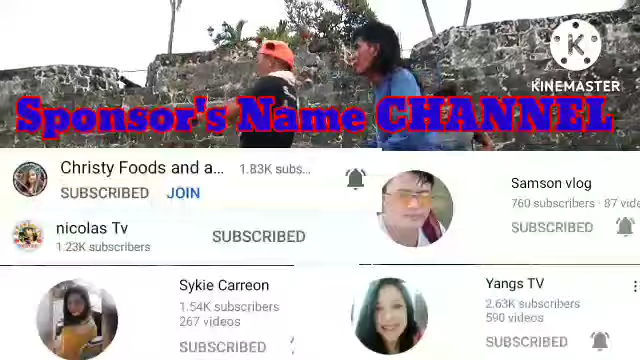 KINEMASTER
Sponsor's Name CHANNEL
Christy Foods and a... 1.83K subs...
SUBSCRIBED JOIN
nicolas Tv
1.23K subscribers
SUBSCRIBED
Samson vlog
760 subscribers · 87 vide
SUBSCRIBED
Sykie Carreon
1.54K subscribers
267 videos
SUBSCRIBED
Yangs TV
2.63K subscribers
590 videos
SUBSCRIBED